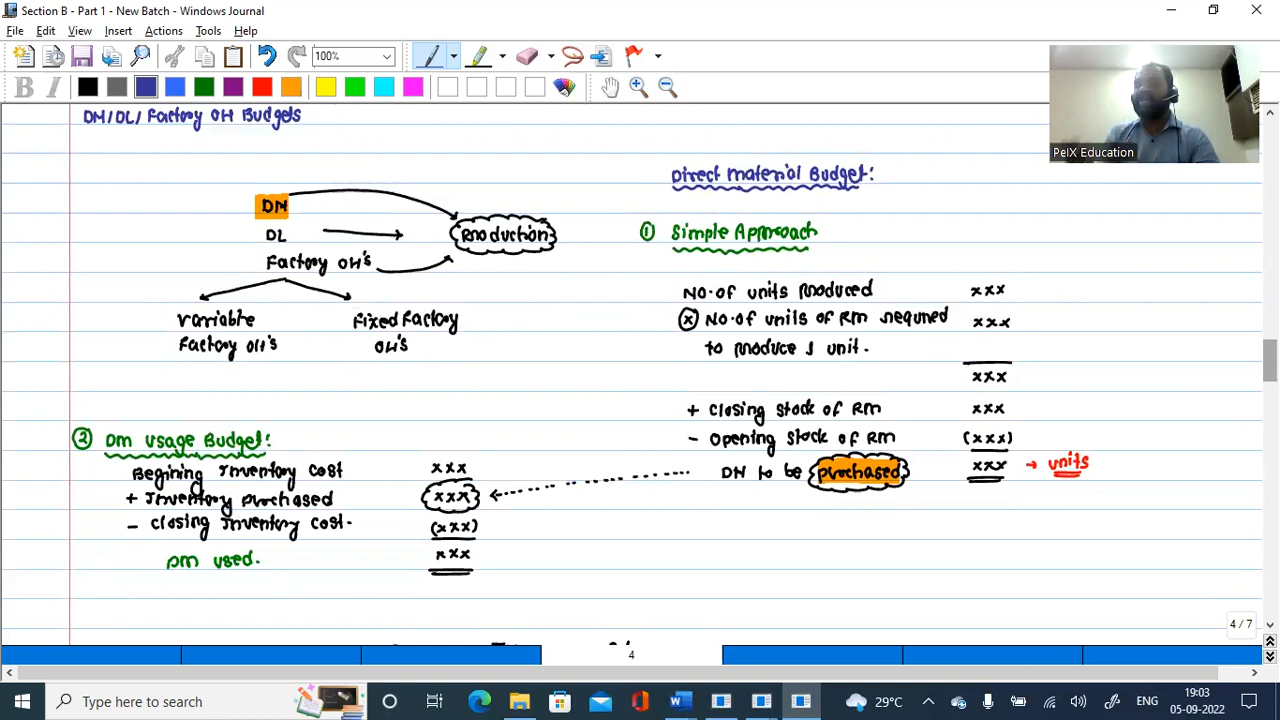 Section B - Part 1 - New Batch - Windows Journal
File Edit View Insert Actions Tools Help
100%
B I
PelX Education
DM/DL/Factory OH Budgets
DM
DL
Factory OH's
Production
Variable
Factory OH's
Fixed Factory
OH's
Direct Material Budget:
① Simple Approach
No. of units Produced xxx
ⓧ No. of units of RM required xxx
to Produce 1 unit.
xxx
+ Closing stock of RM xxx
- Opening stock of RM (xxx)
DM to be purchased xxx → units
② Dm Usage Budget:
Begining Inventory cost xxx
+ Inventory purchased xxx
- Closing Inventory cost. (xxx)
DM used. xxx
4 / 7
4
Type here to search
29°C
ENG
19:03
05-09-2022